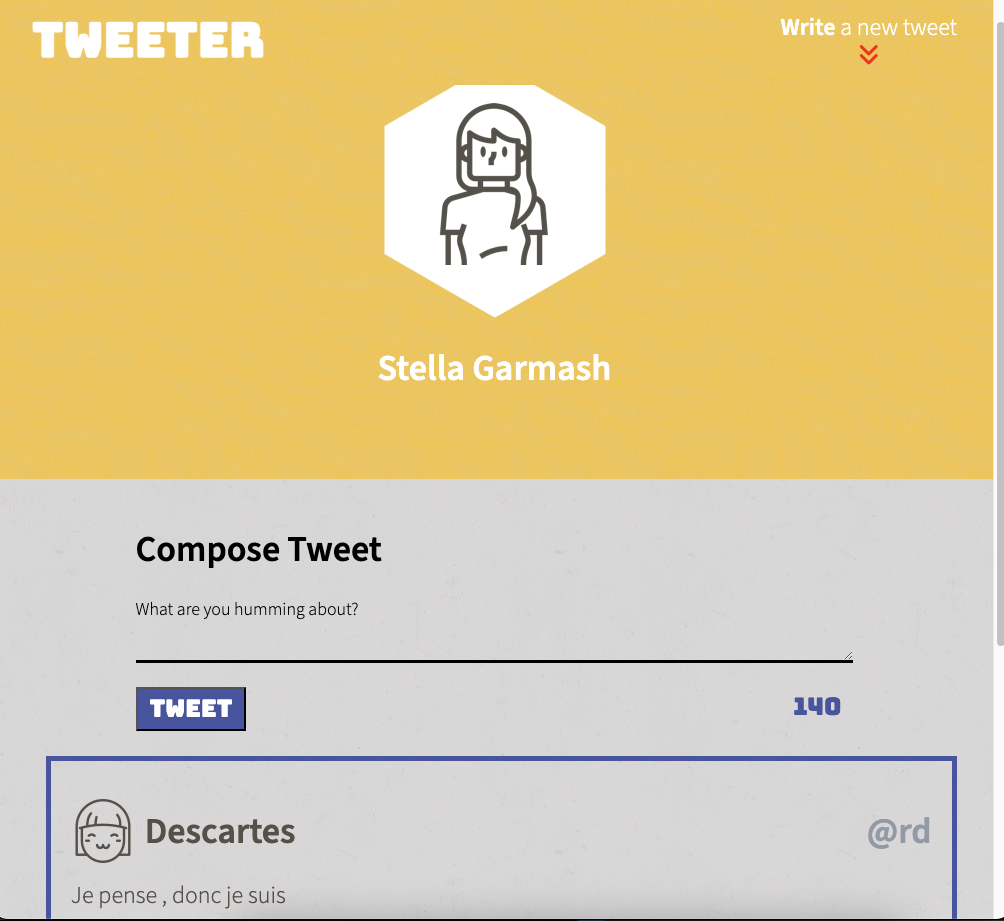 TWEETER
Write a new tweet
Stella Garmash
Compose Tweet
What are you humming about?
TWEET
140
Descartes
@rd
Je pense , donc je suis